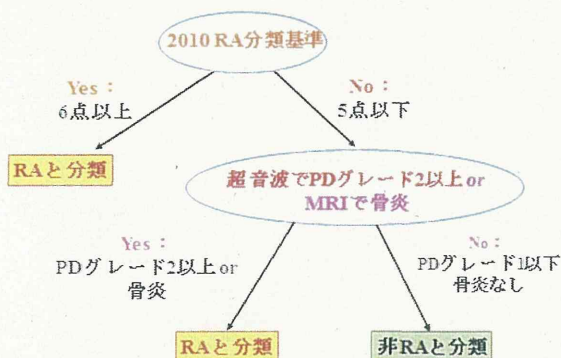 2010 RA分類基準
Yes：
6点以上
No：
5点以下
RAと分類
超音波でPDグレード2以上or
MRIで骨炎
Yes：
PDグレード2以上or
骨炎
No：
PDグレード1以下
骨炎なし
RAと分類
非RAと分類